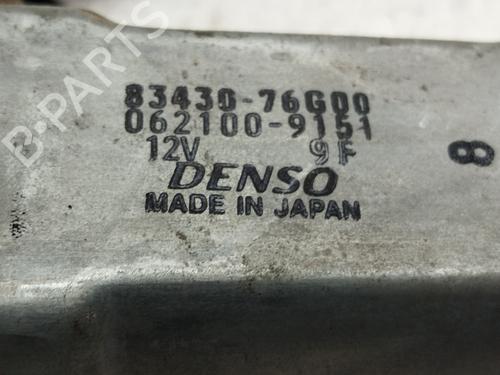 B-PARTS
83430-76G00
062100-9151
12V 9F
8
DENSO
MADE IN JAPAN